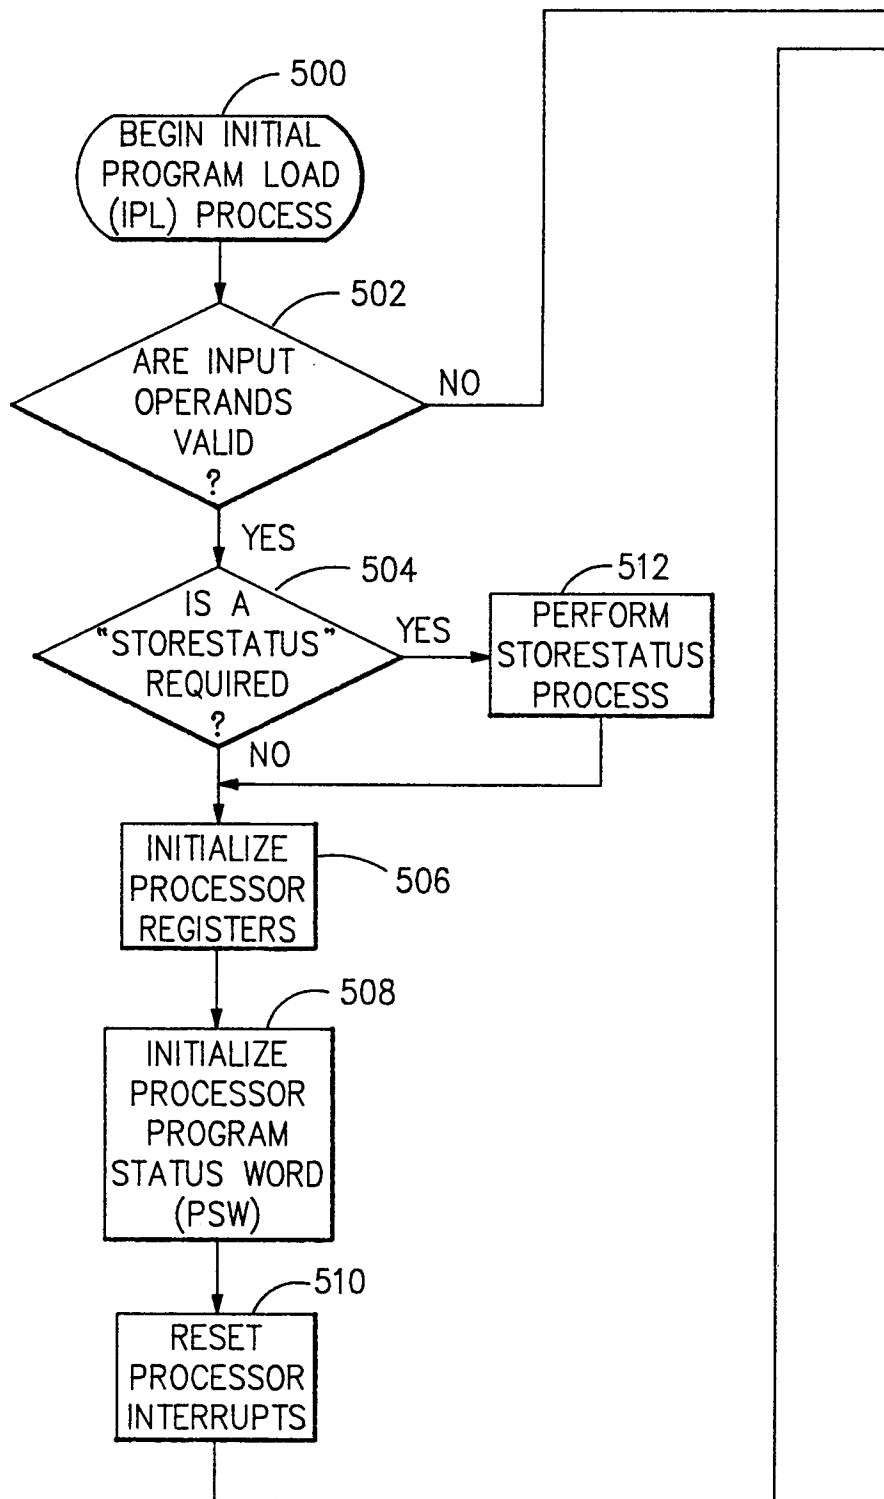 500
BEGIN INITIAL
PROGRAM LOAD
(IPL) PROCESS
502
ARE INPUT
OPERANDS
VALID
?
NO
YES
504
IS A
"STORESTATUS"
REQUIRED
?
YES
512
PERFORM
STORESTATUS
PROCESS
NO
INITIALIZE
PROCESSOR
REGISTERS
506
508
INITIALIZE
PROCESSOR
PROGRAM
STATUS WORD
(PSW)
510
RESET
PROCESSOR
INTERRUPTS